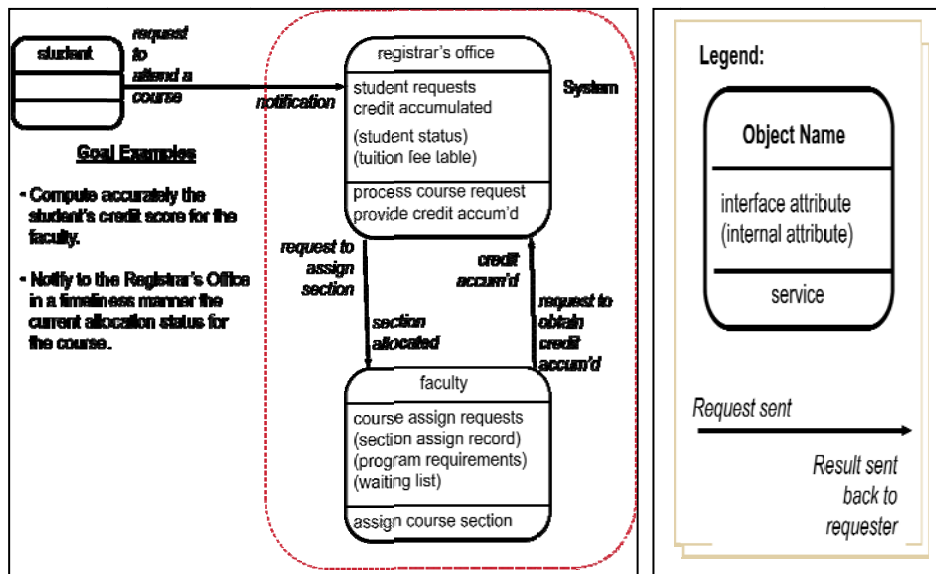 student
request
to
attend a
course
notification
registrar's office
student requests
credit accumulated
(student status)
(tuition fee table)
process course request
provide credit accum'd
System
Goal Examples
• Compute accurately the
student's credit score for the
faculty.
• Notify to the Registrar's Office
in a timeliness manner the
current allocation status for
the course.
request to
assign
section
section
allocated
credit
accum'd
request to
obtain
credit
accum'd
faculty
course assign requests
(section assign record)
(program requirements)
(waiting list)
assign course section
Legend:
Object Name
interface attribute
(internal attribute)
service
Request sent
Result sent
back to
requester